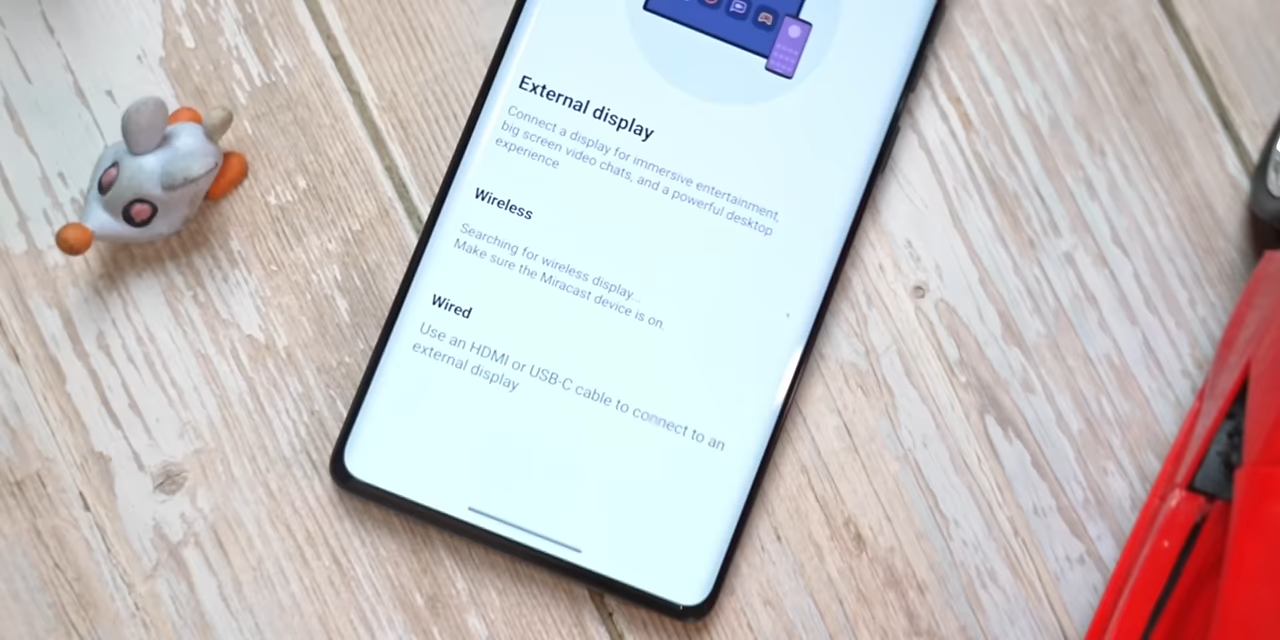 External display
Connect a display for immersive entertainment,
big screen video chats, and a powerful desktop
experience
Wireless
Searching for wireless display...
Make sure the Miracast device is on.
Wired
Use an HDMI or USB-C cable to connect to an
external display